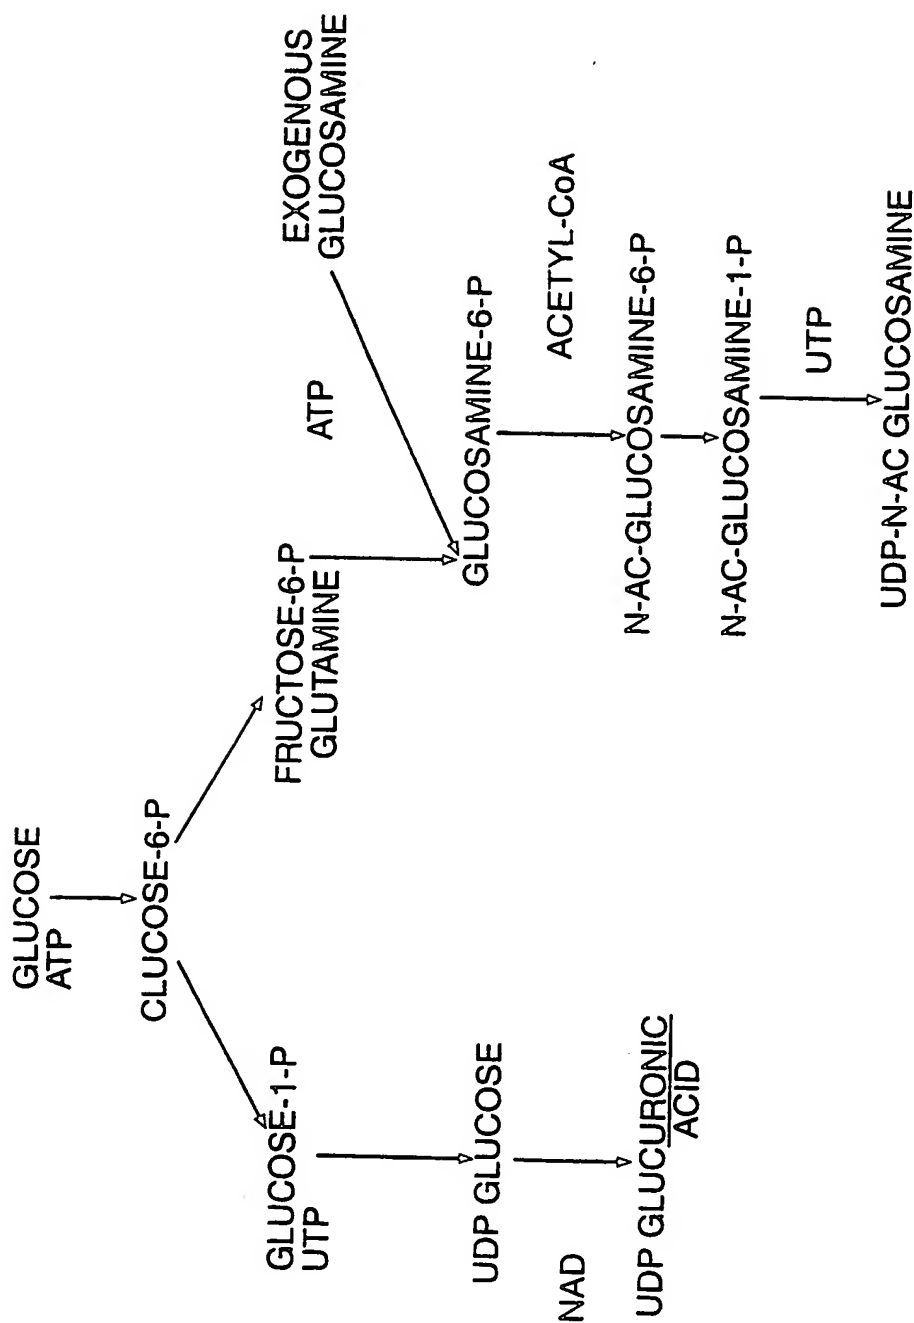 GLUCOSE
ATP
CLUCOSE-6-P
GLUCOSE-1-P
UTP
FRUCTOSE-6-P
GLUTAMINE
EXOGENOUS
GLUCOSAMINE
ATP
UDP GLUCOSE
GLUCOSAMINE-6-P
NAD
ACETYL-CoA
UDP GLUCURONIC
ACID
N-AC-GLUCOSAMINE-6-P
N-AC-GLUCOSAMINE-1-P
UTP
UDP-N-AC GLUCOSAMINE